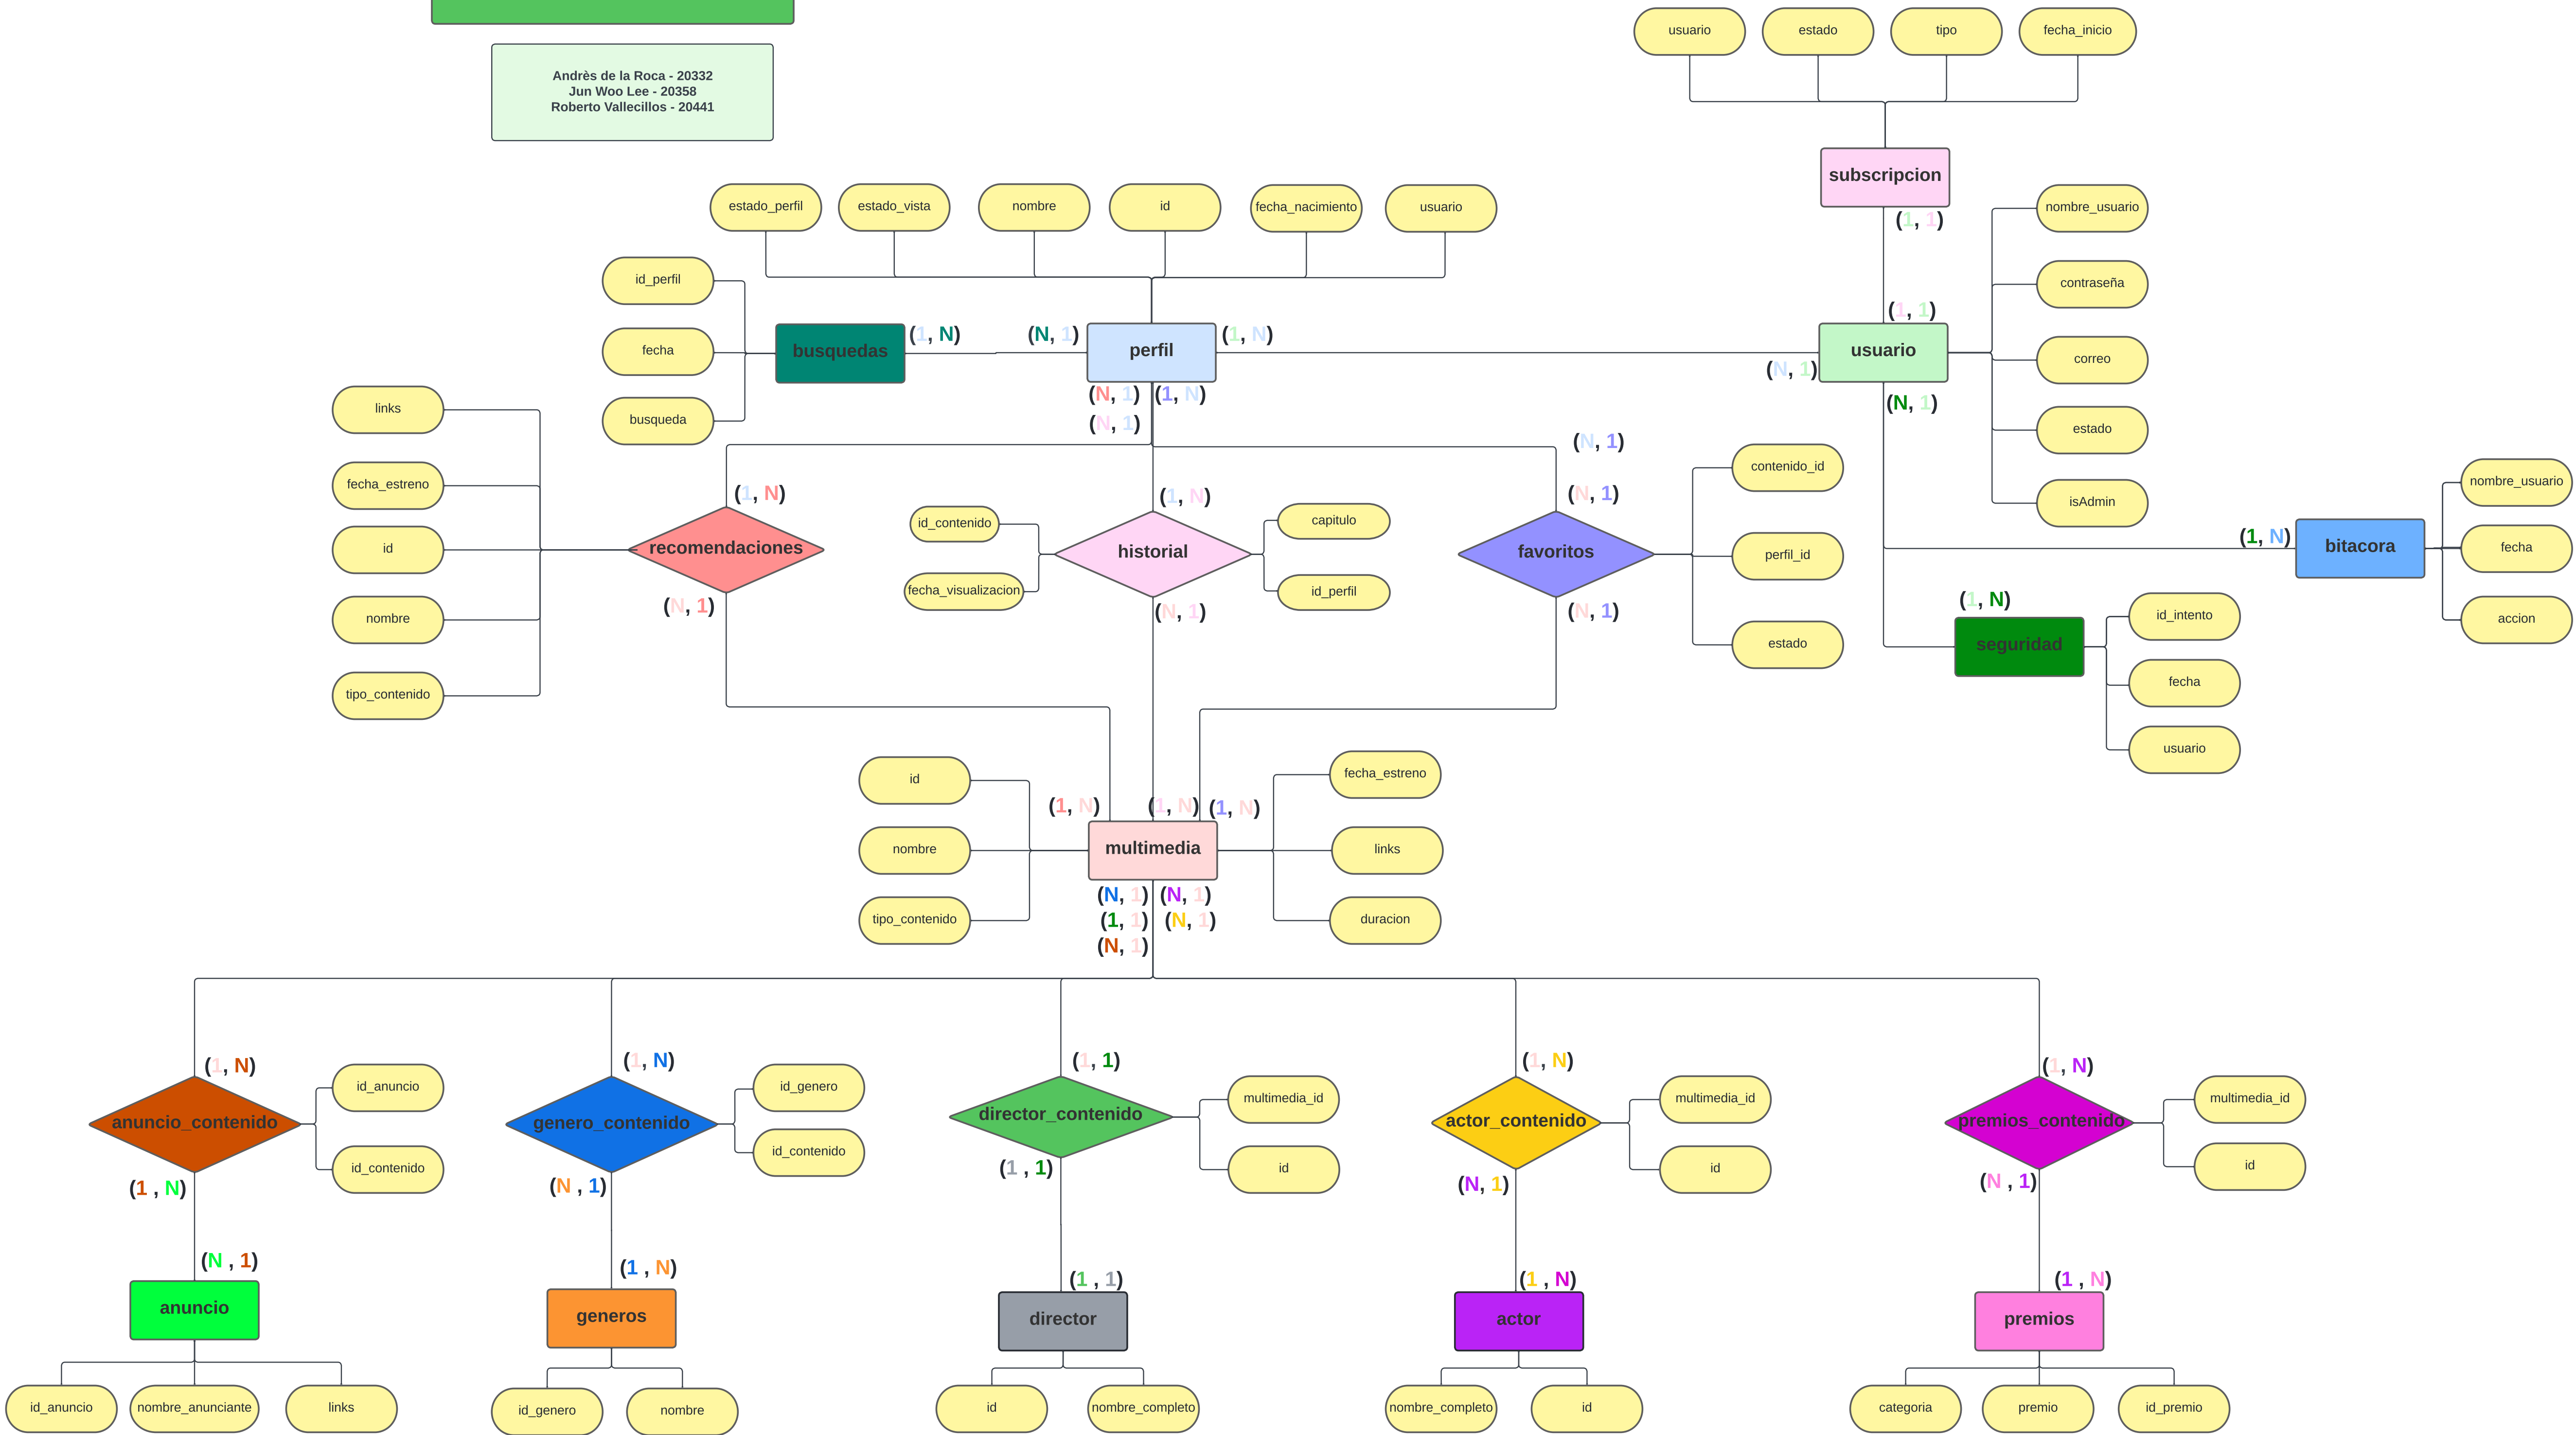 Andrès de la Roca - 20332
Jun Woo Lee - 20358
Roberto Vallecillos - 20441
usuario
estado
tipo
fecha_inicio
subscripcion
(1, 1)
estado_perfil
estado_vista
nombre
id
fecha_nacimiento
usuario
nombre_usuario
contraseña
correo
estado
isAdmin
id_perfil
fecha
busqueda
busquedas
(1, N)
(N, 1)
perfil
(1, N)
(1, 1)
usuario
(N, 1)
(N, 1)
(N, 1)
(1, N)
(N, 1)
links
fecha_estreno
id
nombre
tipo_contenido
(1, N)
recomendaciones
(N, 1)
id_contenido
fecha_visualizacion
(1, N)
historial
(N, 1)
capitulo
id_perfil
(N, 1)
(N, 1)
favoritos
(N, 1)
contenido_id
perfil_id
estado
(1, N)
bitacora
nombre_usuario
fecha
accion
(1, N)
seguridad
id_intento
fecha
usuario
id
nombre
tipo_contenido
(1, N)
(1, N)
(1, N)
multimedia
fecha_estreno
links
duracion
(N, 1)
(N, 1)
(1, 1)
(N, 1)
(N, 1)
(1, N)
anuncio_contenido
id_anuncio
id_contenido
(1 , N)
(N , 1)
anuncio
id_anuncio
nombre_anunciante
links
(1, N)
genero_contenido
id_genero
id_contenido
(N , 1)
(1 , N)
generos
id_genero
nombre
(1, 1)
director_contenido
multimedia_id
id
(1 , 1)
(1 , 1)
director
id
nombre_completo
(1, N)
actor_contenido
multimedia_id
id
(N, 1)
(1 , N)
actor
nombre_completo
id
(1, N)
premios_contenido
multimedia_id
id
(N , 1)
(1 , N)
premios
categoria
premio
id_premio